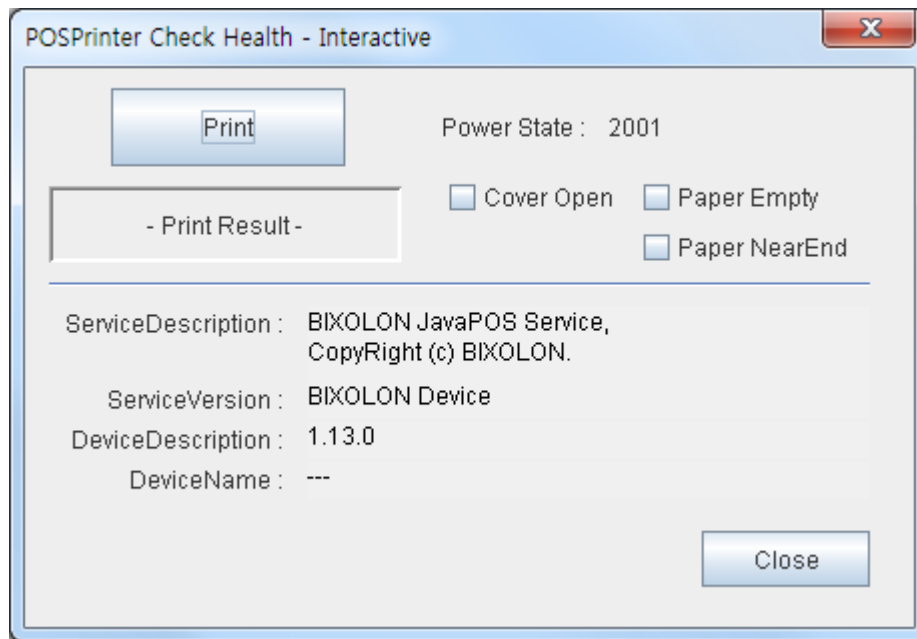 POSPrinter Check Health - Interactive
Print
Power State : 2001
- Print Result -
Cover Open
Paper Empty
Paper NearEnd
ServiceDescription : BIXOLON JavaPOS Service,
CopyRight (c) BIXOLON.
ServiceVersion : BIXOLON Device
DeviceDescription : 1.13.0
DeviceName : ---
Close